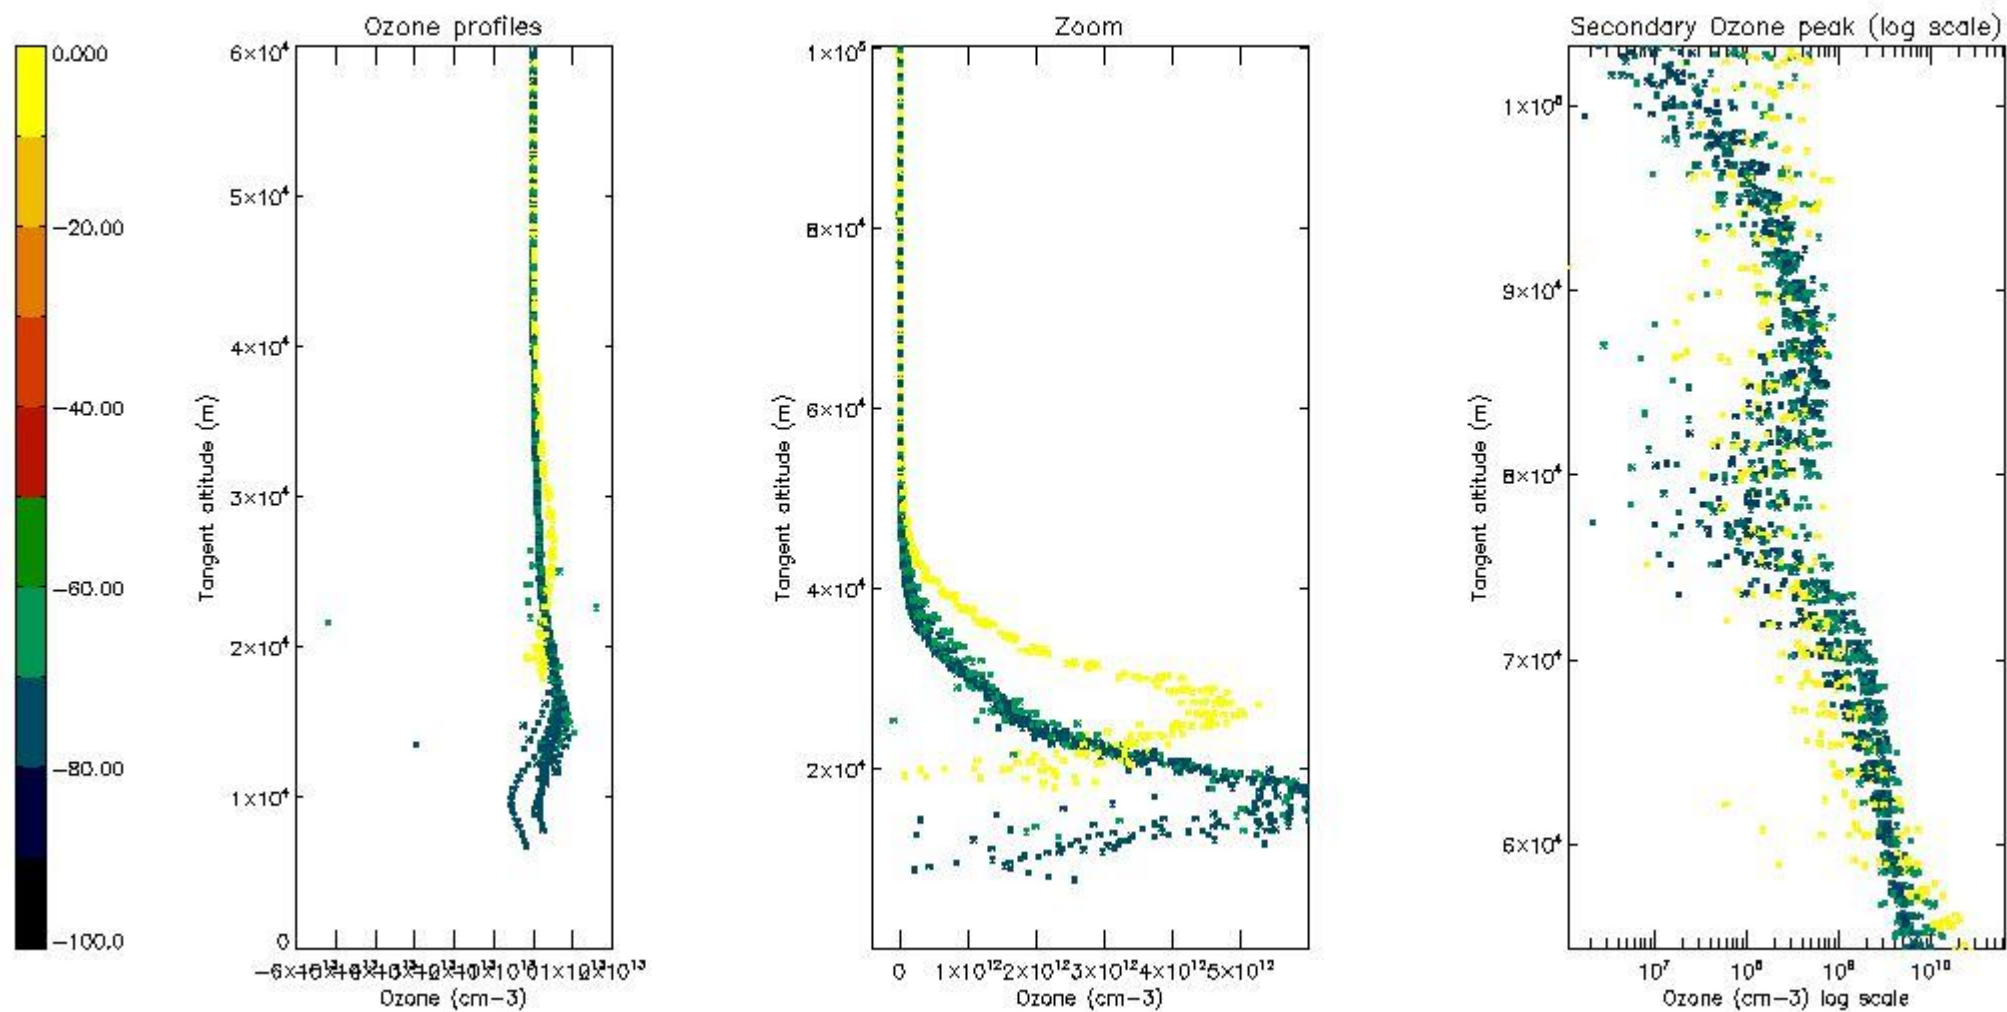 Ozone profiles
Zoom
Secondary Ozone peak (log scale)
0.000
−20.00
−40.00
−60.00
−80.00
−100.0
6×10⁴
5×10⁴
4×10⁴
3×10⁴
2×10⁴
1×10⁴
0
Tangent altitude (m)
Ozone (cm−3)
1×10⁵
8×10⁴
6×10⁴
4×10⁴
2×10⁴
Tangent altitude (m)
0 1×10¹² 2×10¹² 3×10¹² 4×10¹² 5×10¹²
Ozone (cm−3)
9×10⁴
8×10⁴
7×10⁴
6×10⁴
Tangent altitude (m)
10⁷ 10⁸ 10⁹ 10¹⁰
Ozone (cm−3) log scale